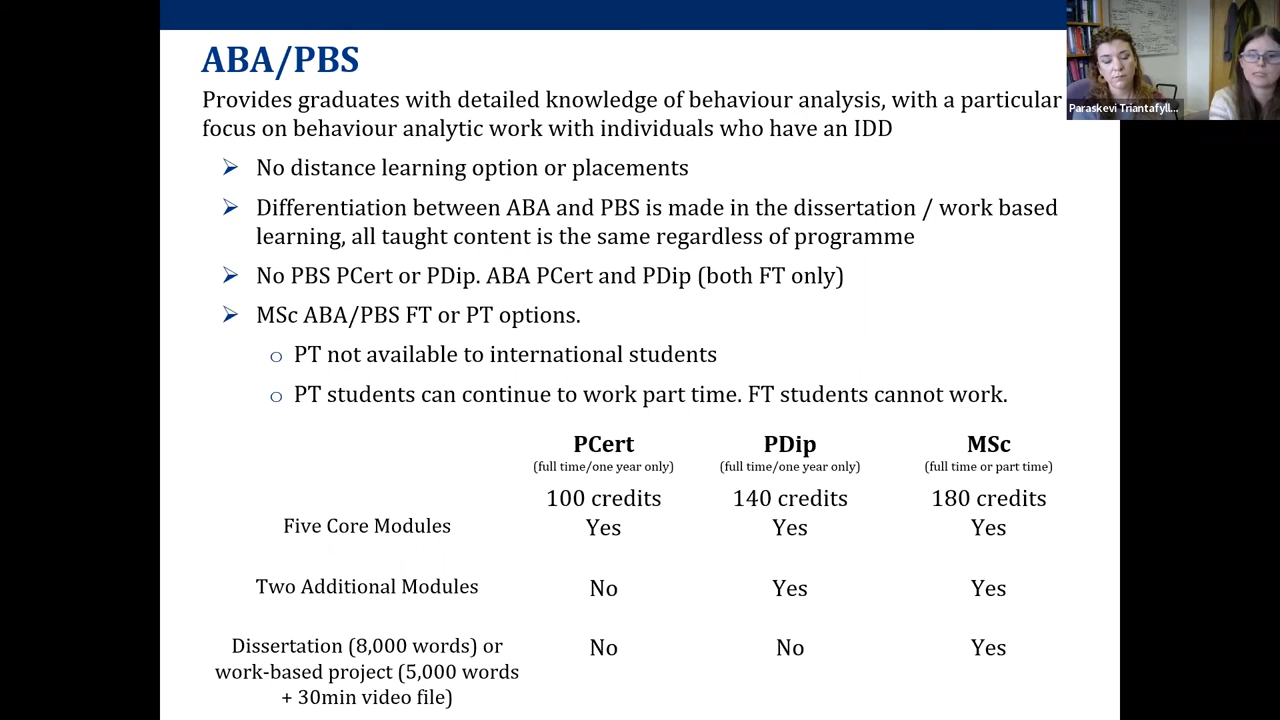 ABA/PBS
Provides graduates with detailed knowledge of behaviour analysis, with a particular
focus on behaviour analytic work with individuals who have an IDD
No distance learning option or placements
Differentiation between ABA and PBS is made in the dissertation / work based
learning, all taught content is the same regardless of programme
No PBS PCert or PDip. ABA PCert and PDip (both FT only)
MSc ABA/PBS FT or PT options.
PT not available to international students
PT students can continue to work part time. FT students cannot work.
PCert PDip MSc
(full time/one year only) (full time/one year only) (full time or part time)
100 credits 140 credits 180 credits
Five Core Modules Yes Yes Yes
Two Additional Modules No Yes Yes
Dissertation (8,000 words) or No No Yes
work-based project (5,000 words
+ 30min video file)
Paraskevi Triantafyll...